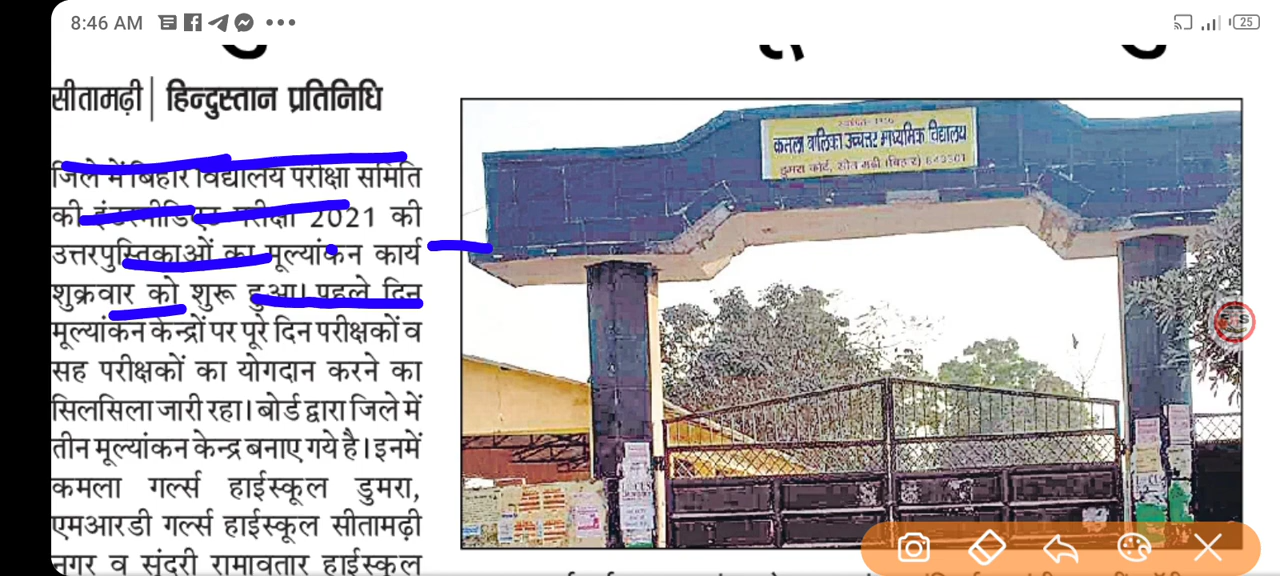 8:46 AM
25
सीतामढ़ी | हिन्दुस्तान प्रतिनिधि
जिले में बिहार विद्यालय परीक्षा समिति
की इंटरमीडिएट परीक्षा 2021 की
उत्तरपुस्तिकाओं का मूल्यांकन कार्य
शुक्रवार को शुरू हुआ। पहले दिन
मूल्यांकन केन्द्रों पर पूरे दिन परीक्षकों व
सह परीक्षकों का योगदान करने का
सिलसिला जारी रहा। बोर्ड द्वारा जिले में
तीन मूल्यांकन केन्द्र बनाए गये है। इनमें
कमला गर्ल्स हाईस्कूल डुमरा,
एमआरडी गर्ल्स हाईस्कूल सीतामढ़ी
नगर व सुंदरी रामावतार हाईस्कूल
कमला बालिका उच्चत्तर माध्यमिक विद्यालय
डुमरा कोर्ट, सीतामढ़ी (बिहार)